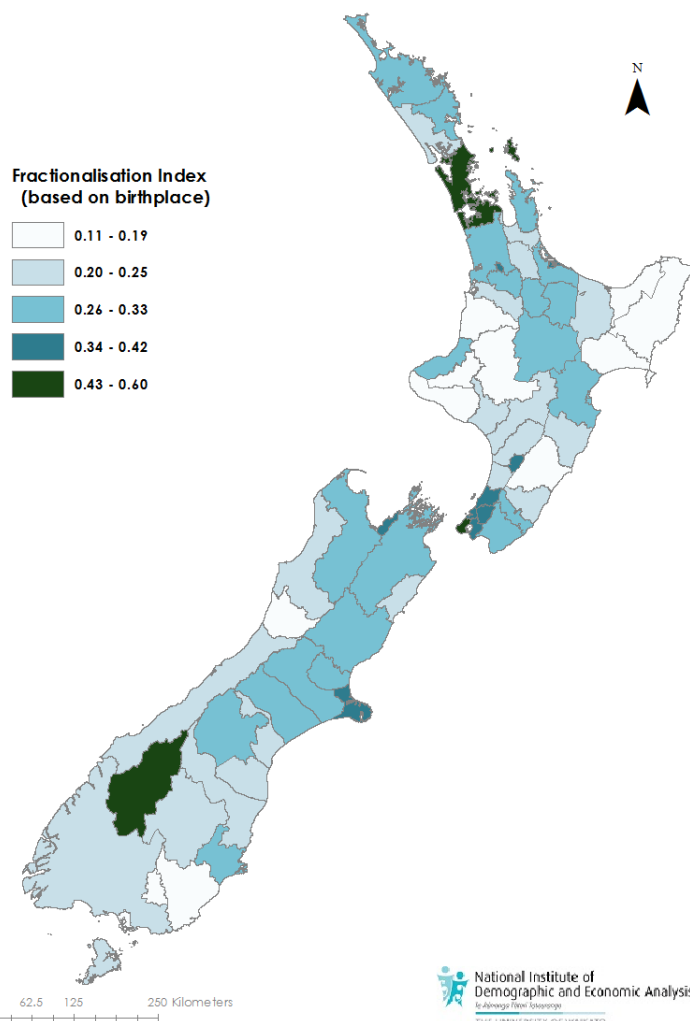 N
Fractionalisation Index
(based on birthplace)
0.11 - 0.19
0.20 - 0.25
0.26 - 0.33
0.34 - 0.42
0.43 - 0.60
62.5 125 250 Kilometers
National Institute of
Demographic and Economic Analysis